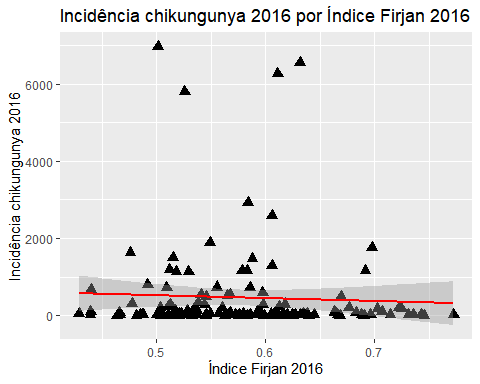 Incidência chikungunya 2016 por Índice Firjan 2016
Incidência chikungunya 2016
6000
4000
2000
0
0.5 0.6 0.7
Índice Firjan 2016